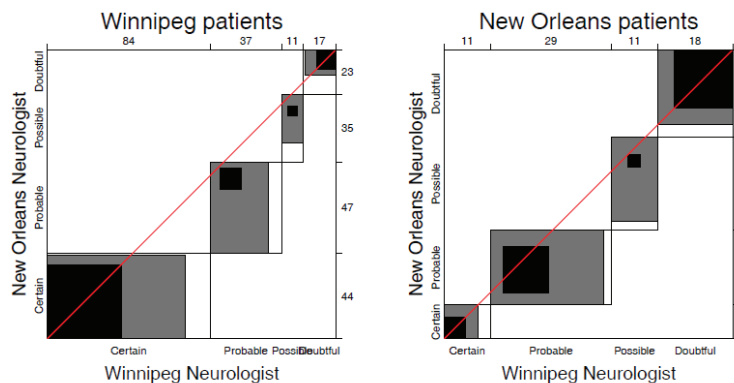 Winnipeg patients
84 37 11 17
New Orleans Neurologist
Doubtful
Possible
Probable
Certain
23
35
47
44
Certain Probable Possible Doubtful
Winnipeg Neurologist
New Orleans patients
11 29 11 18
New Orleans Neurologist
Doubtful
Possible
Probable
Certain
Certain Probable Possible Doubtful
Winnipeg Neurologist